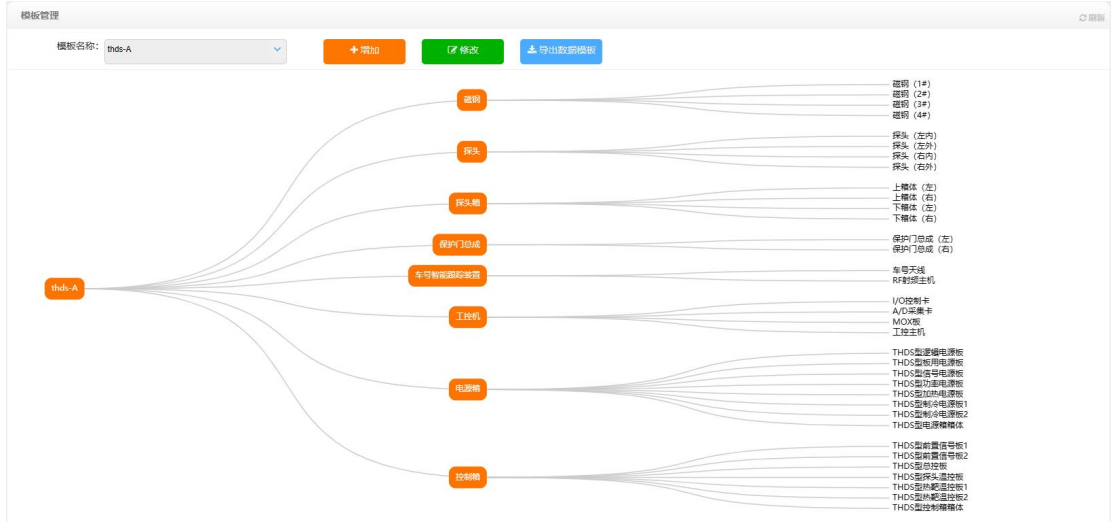 模板管理
刷新
模板名称: thds-A
增加
修改
导出数据模板
磁钢 (1#)
磁钢
磁钢 (2#)
磁钢 (3#)
磁钢 (4#)
探头 (左内)
探头
探头 (左外)
探头 (右内)
探头 (右外)
上箱体 (左)
探头箱
上箱体 (右)
下箱体 (左)
下箱体 (右)
保护门总成
保护门总成 (左)
保护门总成 (右)
车号智能跟踪装置
车号天线
RF射频主机
thds-A
I/O控制卡
工控机
A/D采集卡
MOX板
工控主机
THDS型逻辑电源板
THDS型板用电源板
THDS型信号电源板
电源箱
THDS型功率电源板
THDS型加热电源板
THDS型制冷电源板1
THDS型制冷电源板2
THDS型电源箱箱体
THDS型前置信号板1
THDS型前置信号板2
THDS型总控板
控制箱
THDS型探头温控板
THDS型热靶温控板1
THDS型热靶温控板2
THDS型控制箱箱体